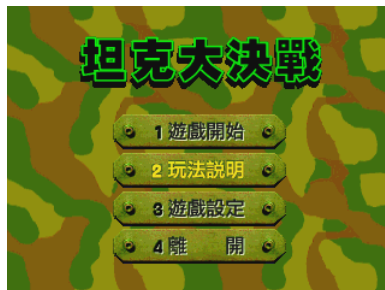 坦克大決戰
1 遊戲開始
2 玩法說明
3 遊戲設定
4 離 開